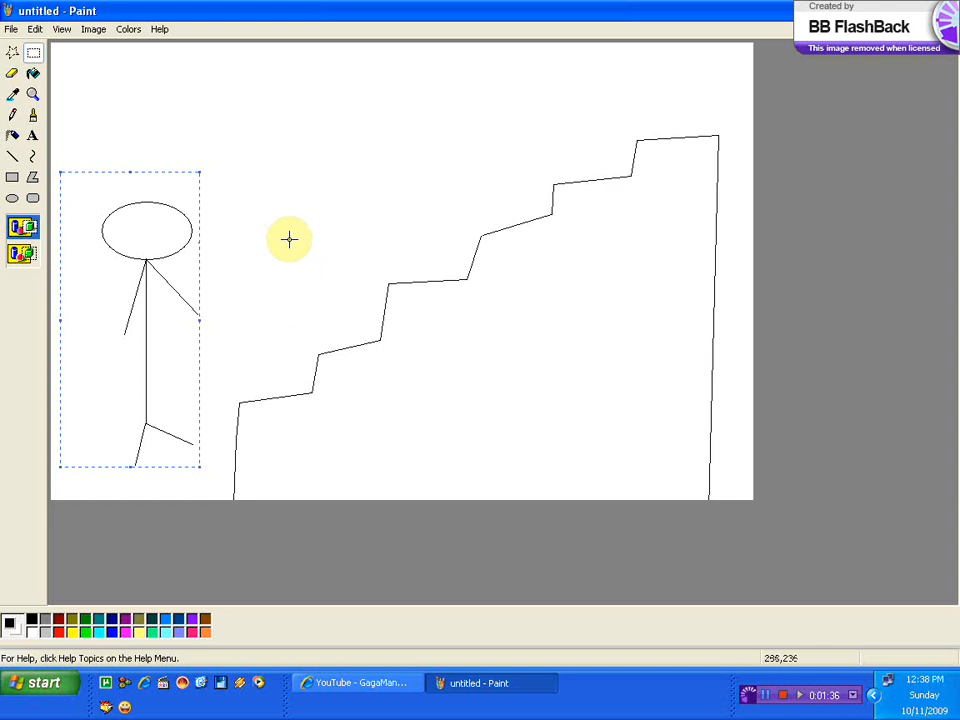 untitled - Paint
Created by
BB FlashBack
This image removed when licensed
File Edit View Image Colors Help
A
For Help, click Help Topics on the Help Menu.
start
YouTube - GagaMan...
untitled - Paint
0:01:36
12:38 PM
Sunday
10/11/2009